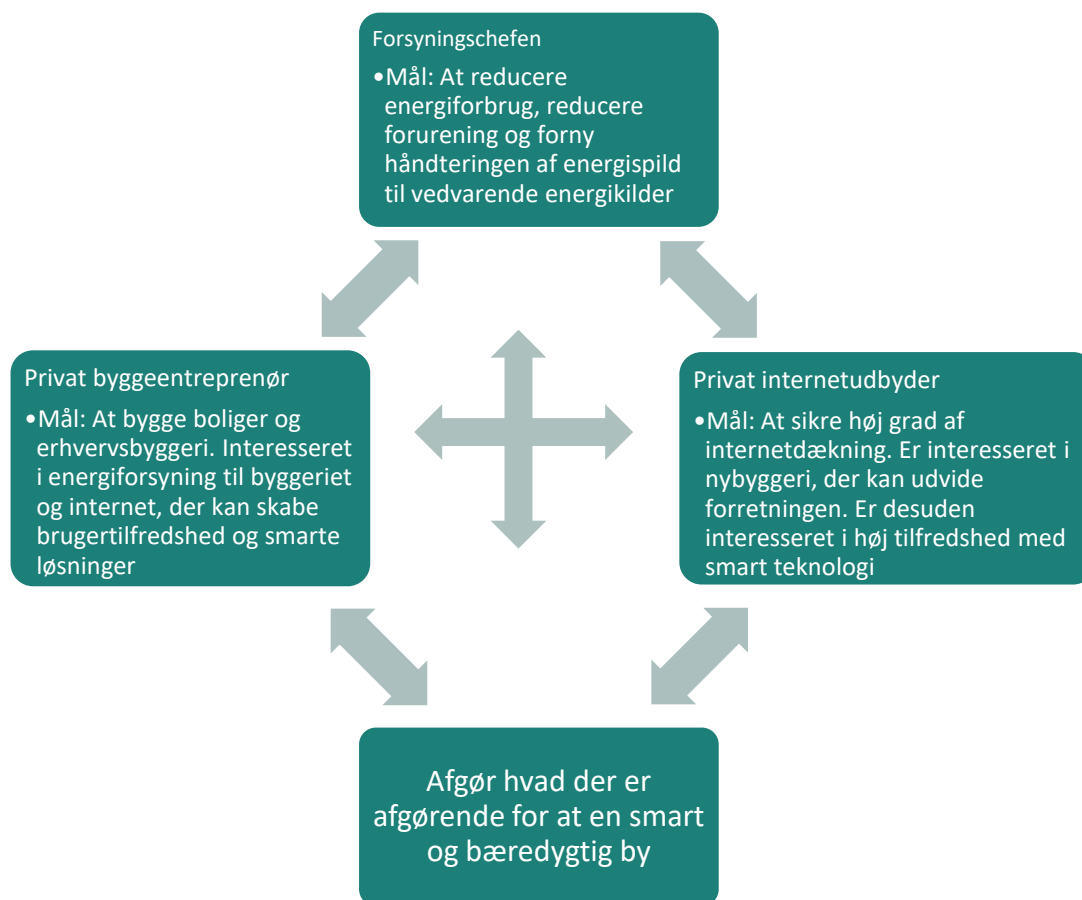 Forsyningschefen
•Mål: At reducere
energiforbrug, reducere
forurening og forny
håndteringen af energispild
til vedvarende energikilder
Privat byggeentreprenør
•Mål: At bygge boliger og
erhvervsbyggeri. Interesseret
i energiforsyning til byggeriet
og internet, der kan skabe
brugertilfredshed og smarte
løsninger
Privat internetudbyder
•Mål: At sikre høj grad af
internetdækning. Er interesseret i
nybyggeri, der kan udvide
forretningen. Er desuden
interesseret i høj tilfredshed med
smart teknologi
Afgør hvad der er
afgørende for at en smart
og bæredygtig by